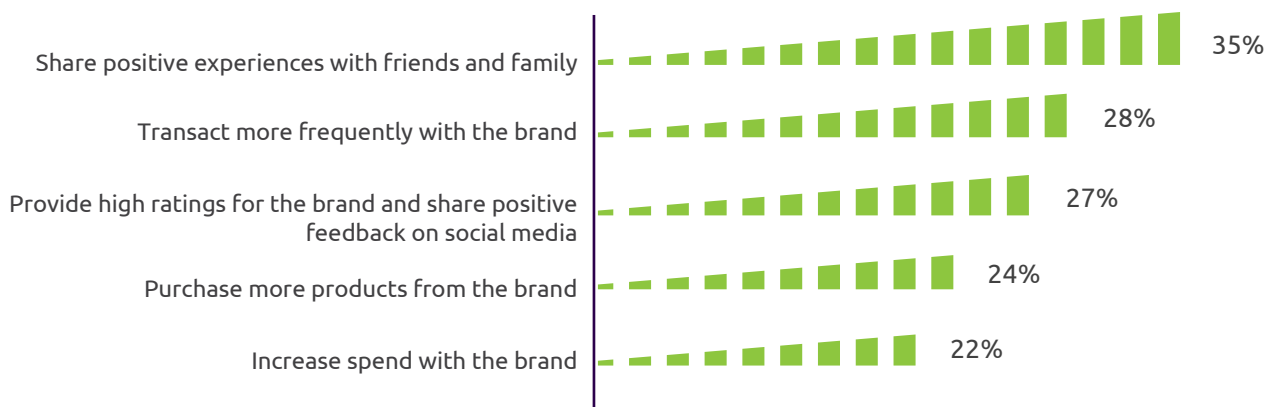 Share positive experiences with friends and family
35%
Transact more frequently with the brand
28%
Provide high ratings for the brand and share positive
feedback on social media
27%
Purchase more products from the brand
24%
Increase spend with the brand
22%